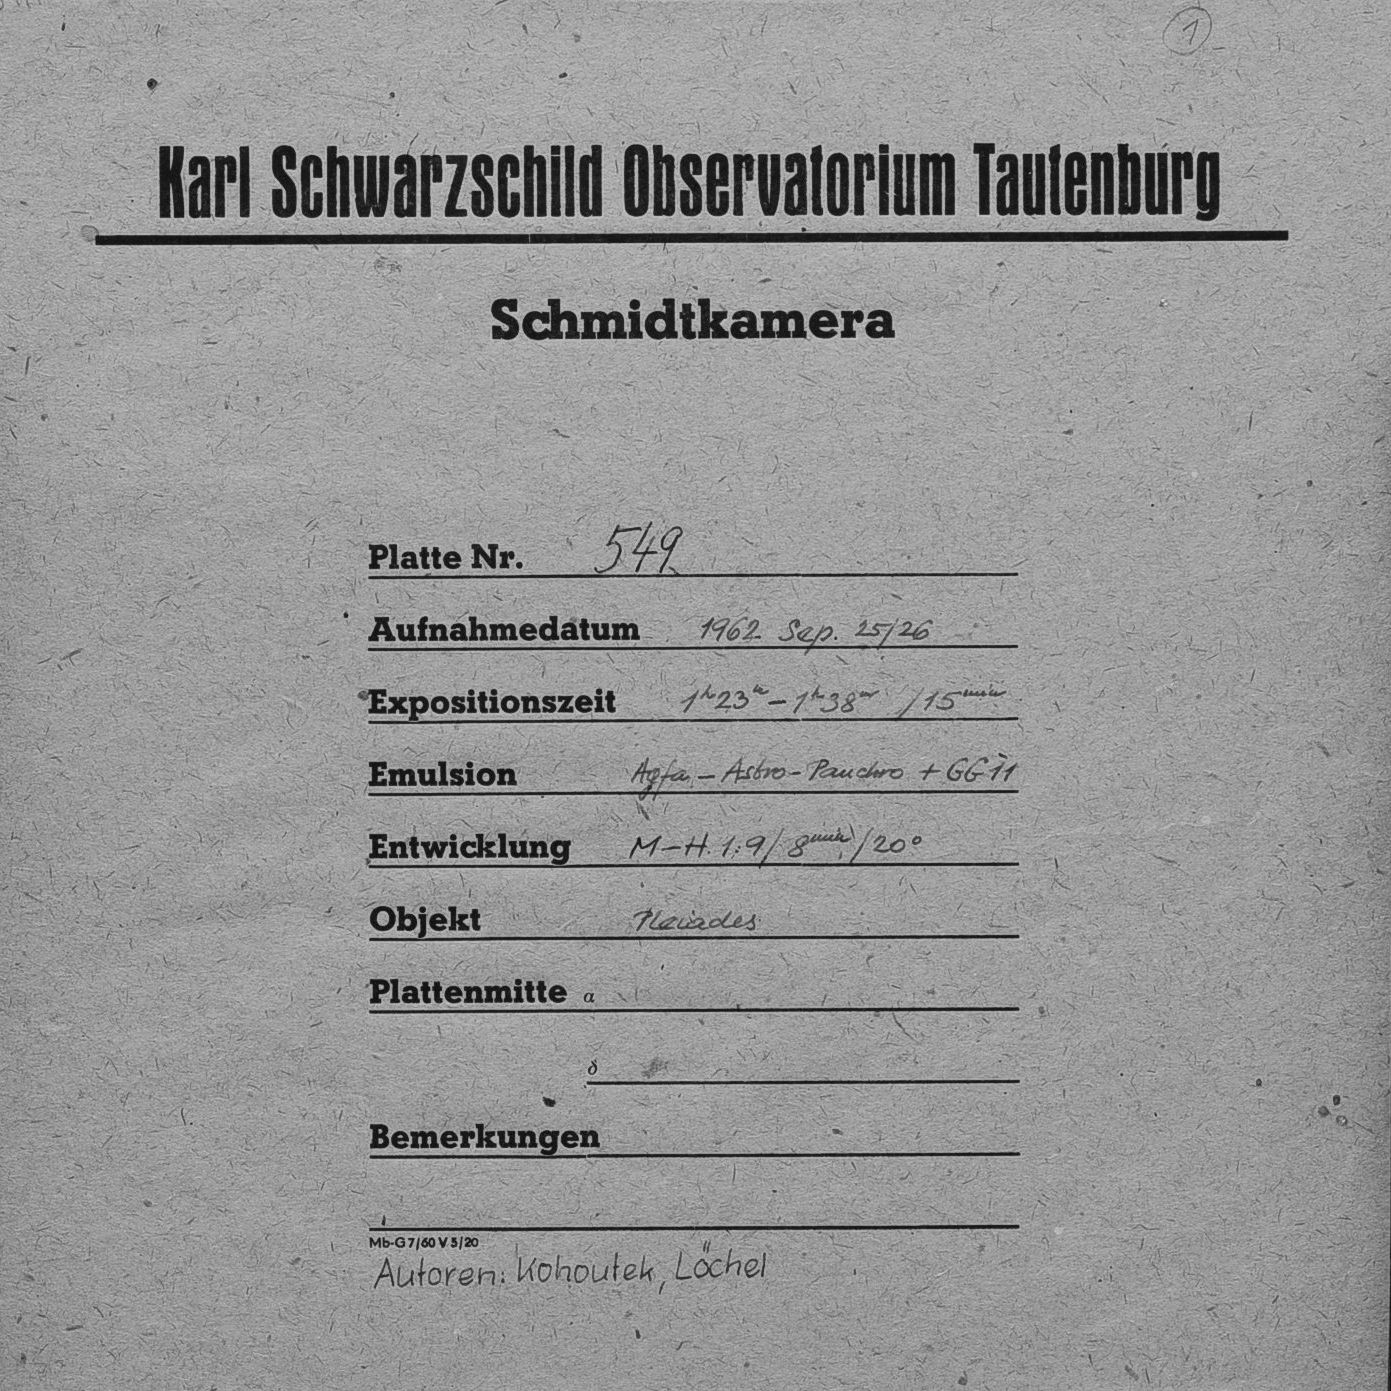 1
Karl Schwarzschild Observatorium Tautenburg
Schmidtkamera
Platte Nr. 549
Aufnahmedatum 1962 Sep. 25/26
Expositionszeit 1h23m – 1h38m /15min
Emulsion Agfa – Astro-Panchro + GG 11
Entwicklung M–H. 1:9/ 8min/20°
Objekt Pleiades
Plattenmitte α
δ
Bemerkungen
Mb-G 7/60 V 5/20
Autoren: Kohoutek, Löchel